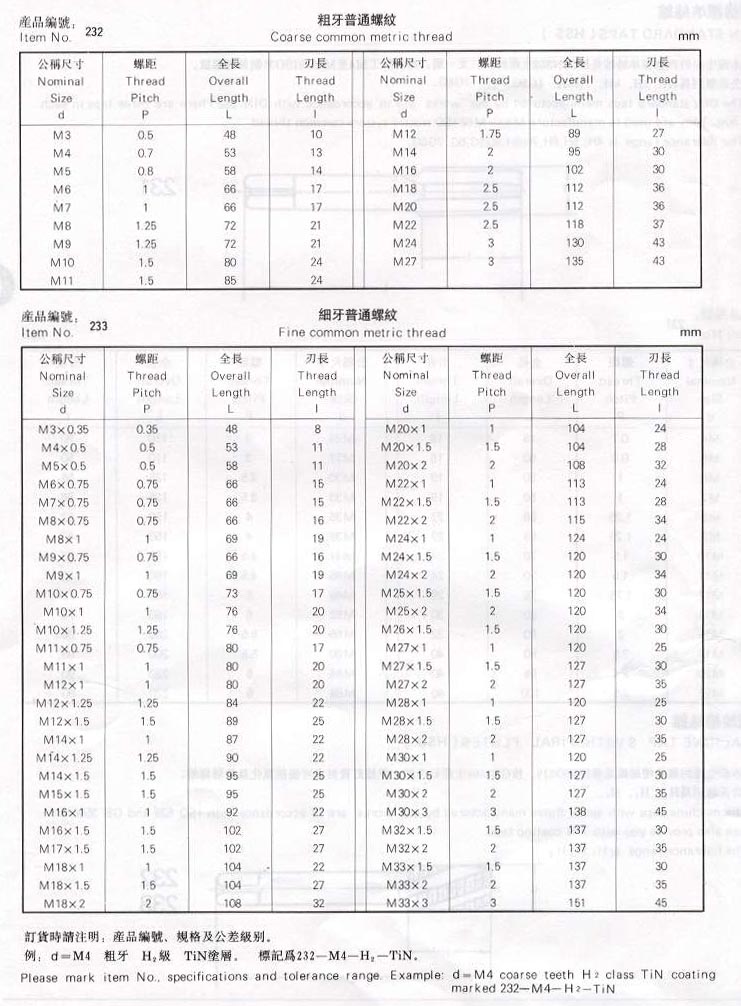 産品編號：
Item No. 232
粗牙普通螺紋
Coarse common metric thread
mm
公稱尺寸 螺距 全長 刃長 公稱尺寸 螺距 全長 刃長
Nominal Thread Overall Thread Nominal Thread Overall Thread
Size Pitch Length Length Size Pitch Length Length
d P L l d P L l
M3 0.5 48 10 M12 1.75 89 27
M4 0.7 53 13 M14 2 95 30
M5 0.8 58 14 M16 2 102 30
M6 1 66 17 M18 2.5 112 36
M7 1 66 17 M20 2.5 112 36
M8 1.25 72 21 M22 2.5 118 37
M9 1.25 72 21 M24 3 130 43
M10 1.5 80 24 M27 3 135 43
M11 1.5 85 24
産品編號：
Item No. 233
細牙普通螺紋
Fine common metric thread
mm
公稱尺寸 螺距 全長 刃長 公稱尺寸 螺距 全長 刃長
Nominal Thread Overall Thread Nominal Thread Overall Thread
Size Pitch Length Length Size Pitch Length Length
d P L l d P L l
M3×0.35 0.35 48 8 M20×1 1 104 24
M4×0.5 0.5 53 11 M20×1.5 1.5 104 28
M5×0.5 0.5 58 11 M20×2 2 108 32
M6×0.75 0.75 66 15 M22×1 1 113 24
M7×0.75 0.75 66 15 M22×1.5 1.5 113 28
M8×0.75 0.75 66 16 M22×2 2 115 34
M8×1 1 69 19 M24×1 1 124 24
M9×0.75 0.75 66 16 M24×1.5 1.5 120 30
M9×1 1 69 19 M24×2 2 120 34
M10×0.75 0.75 73 17 M25×1.5 1.5 120 30
M10×1 1 76 20 M25×2 2 120 34
M10×1.25 1.25 76 20 M26×1.5 1.5 120 30
M11×0.75 0.75 80 17 M27×1 1 120 25
M11×1 1 80 20 M27×1.5 1.5 127 30
M12×1 1 80 20 M27×2 2 127 35
M12×1.25 1.25 84 22 M28×1 1 120 25
M12×1.5 1.5 89 25 M28×1.5 1.5 127 30
M14×1 1 87 22 M28×2 2 127 35
M14×1.25 1.25 90 22 M30×1 1 120 25
M14×1.5 1.5 95 25 M30×1.5 1.5 127 30
M15×1.5 1.5 95 25 M30×2 2 127 35
M16×1 1 92 22 M30×3 3 138 45
M16×1.5 1.5 102 27 M32×1.5 1.5 137 30
M17×1.5 1.5 102 27 M32×2 2 137 35
M18×1 1 104 22 M33×1.5 1.5 137 30
M18×1.5 1.5 104 27 M33×2 2 137 35
M18×2 2 108 32 M33×3 3 151 45
訂貨時請注明：産品編號、規格及公差級别。
例：d=M4 粗牙 H₂級 TiN塗層。 標記爲232—M4—H₂—TiN。
Please mark item No., specifications and tolerance range. Example: d=M4 coarse teeth H2 class TiN coating
marked 232—M4—H2—TiN